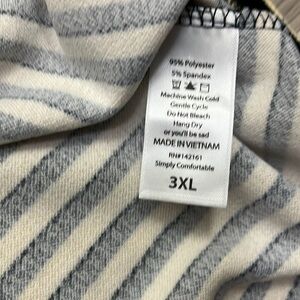 95% Polyester
5% Spandex
Machine Wash Cold
Gentle Cycle
Do Not Bleach
Hang Dry
or you'll be sad
MADE IN VIETNAM
RN#142161
Simply Comfortable
3XL